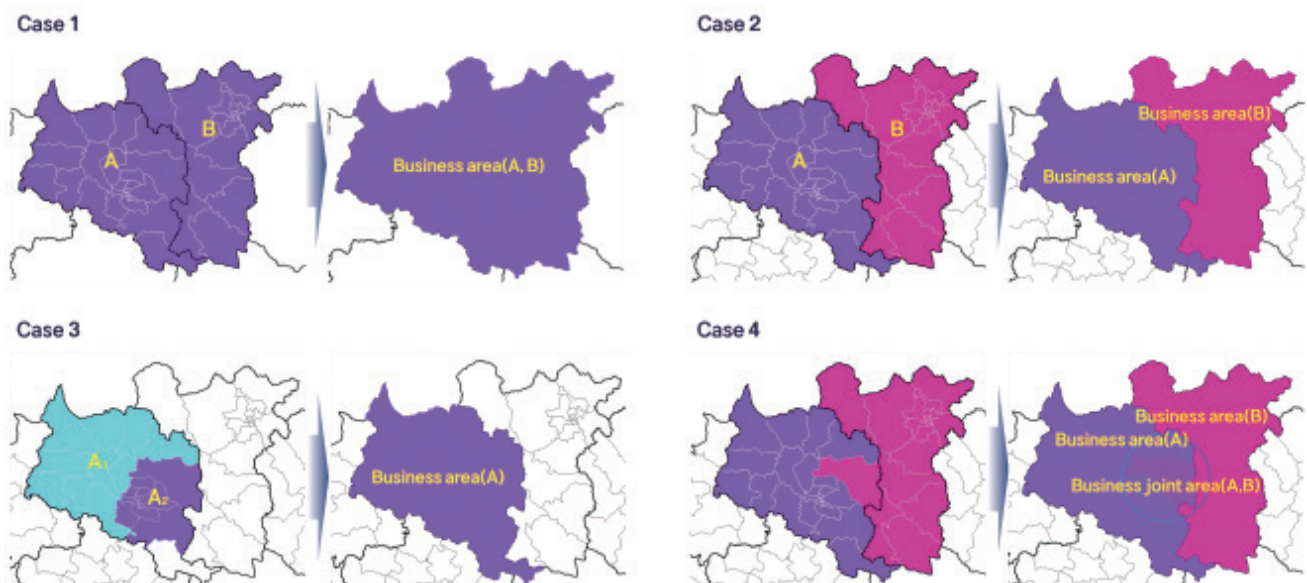 Case 1
A
B
Business area(A, B)
Case 2
A
B
Business area(B)
Business area(A)
Case 3
A1
A2
Business area(A)
Case 4
Business area(B)
Business area(A)
Business joint area(A,B)